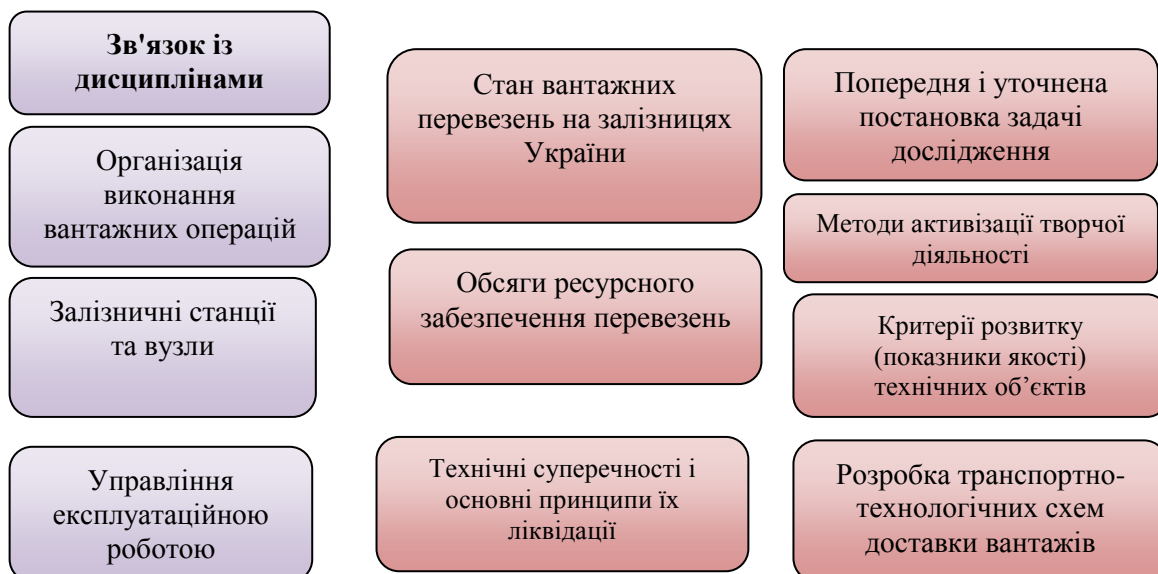 Зв'язок із
дисциплінами
Організація
виконання
вантажних операцій
Залізничні станції
та вузли
Управління
експлуатаційною
роботою
Стан вантажних
перевезень на залізницях
України
Обсяги ресурсного
забезпечення перевезень
Технічні суперечності і
основні принципи їх
ліквідації
Попередня і уточнена
постановка задачі
дослідження
Методи активізації творчої
діяльності
Критерії розвитку
(показники якості)
технічних об’єктів
Розробка транспортно-
технологічних схем
доставки вантажів